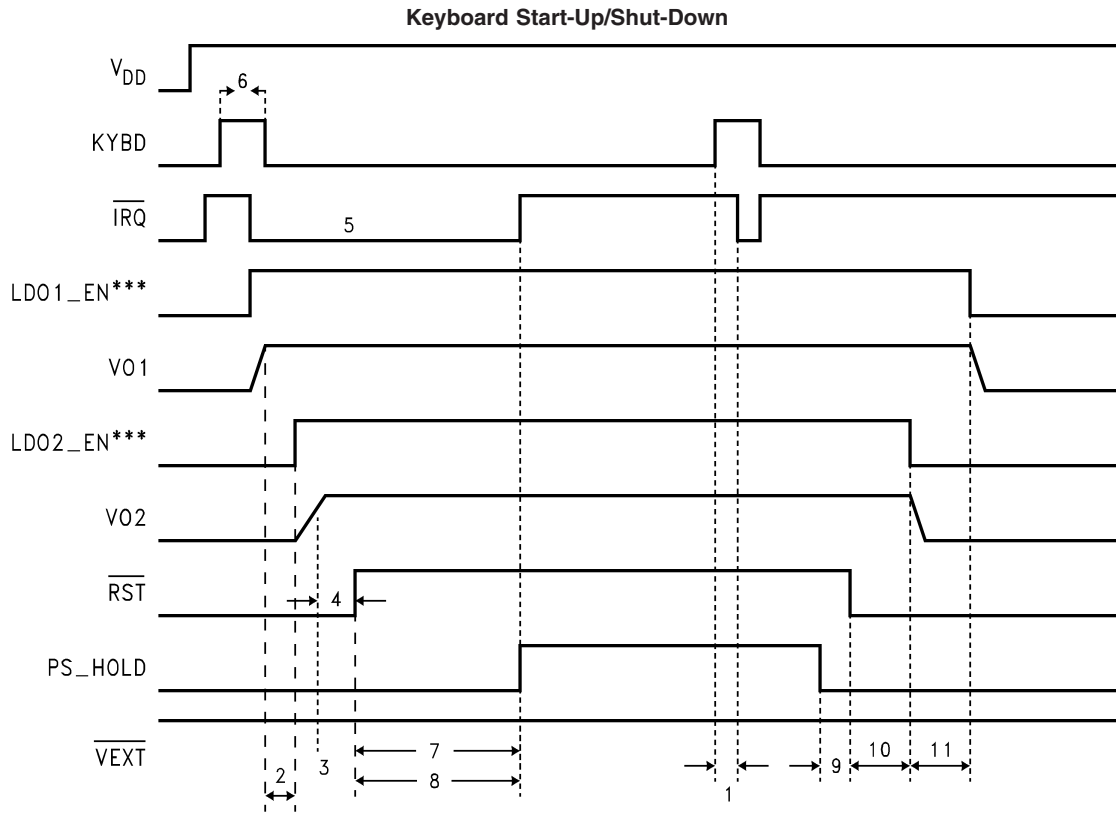 Keyboard Start-Up/Shut-Down
VDD
6
KYBD
IRQ
5
LDO1_EN***
VO1
LDO2_EN***
VO2
RST
4
PS_HOLD
VEXT
2
3
7
8
1
9
10
11